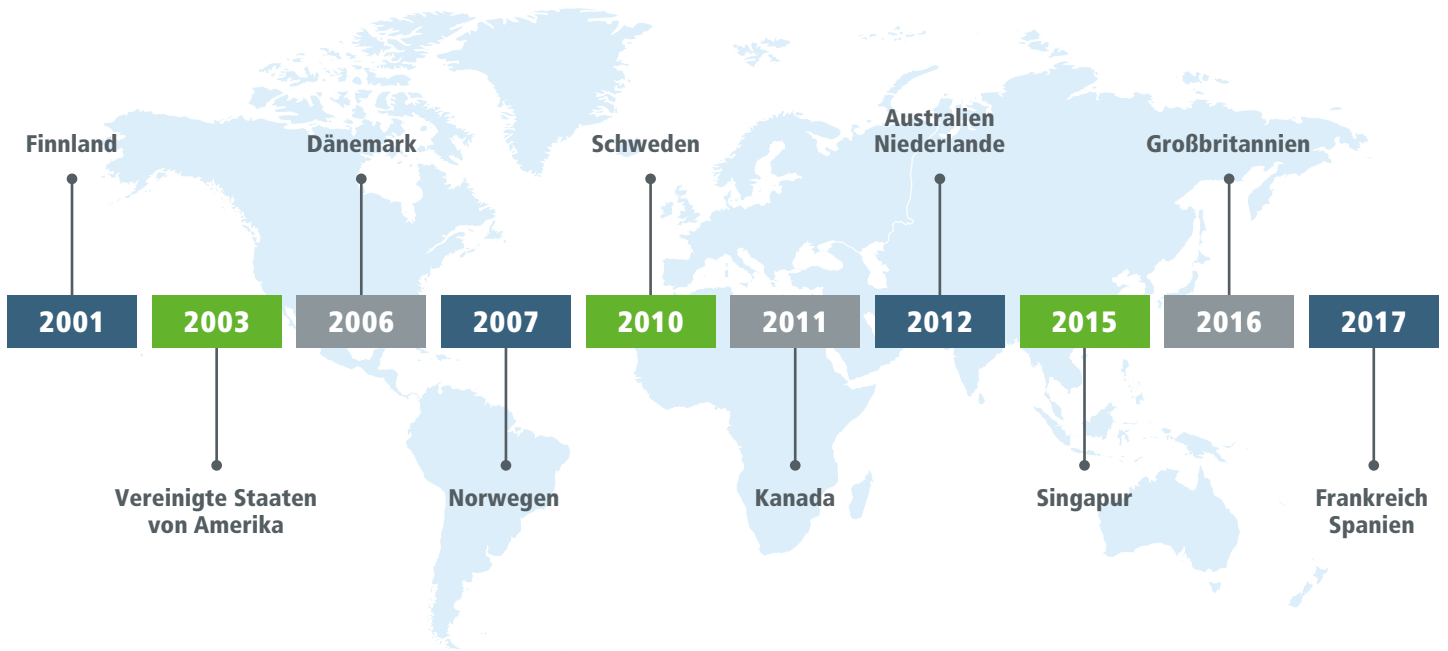 Finnland
Dänemark
Schweden
Australien
Niederlande
Großbritannien
2001
2003
2006
2007
2010
2011
2012
2015
2016
2017
Vereinigte Staaten
von Amerika
Norwegen
Kanada
Singapur
Frankreich
Spanien